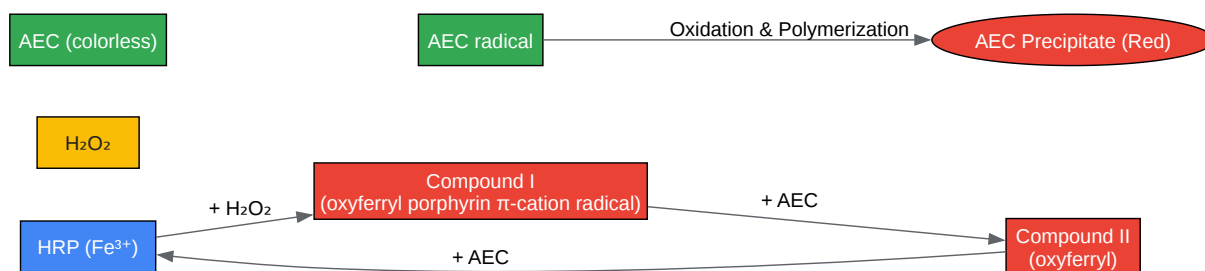 AEC (colorless)
AEC radical
Oxidation & Polymerization
AEC Precipitate (Red)
H₂O₂
Compound I
(oxyferryl porphyrin π-cation radical)
+ H₂O₂
+ AEC
HRP (Fe³⁺)
+ AEC
Compound II
(oxyferryl)